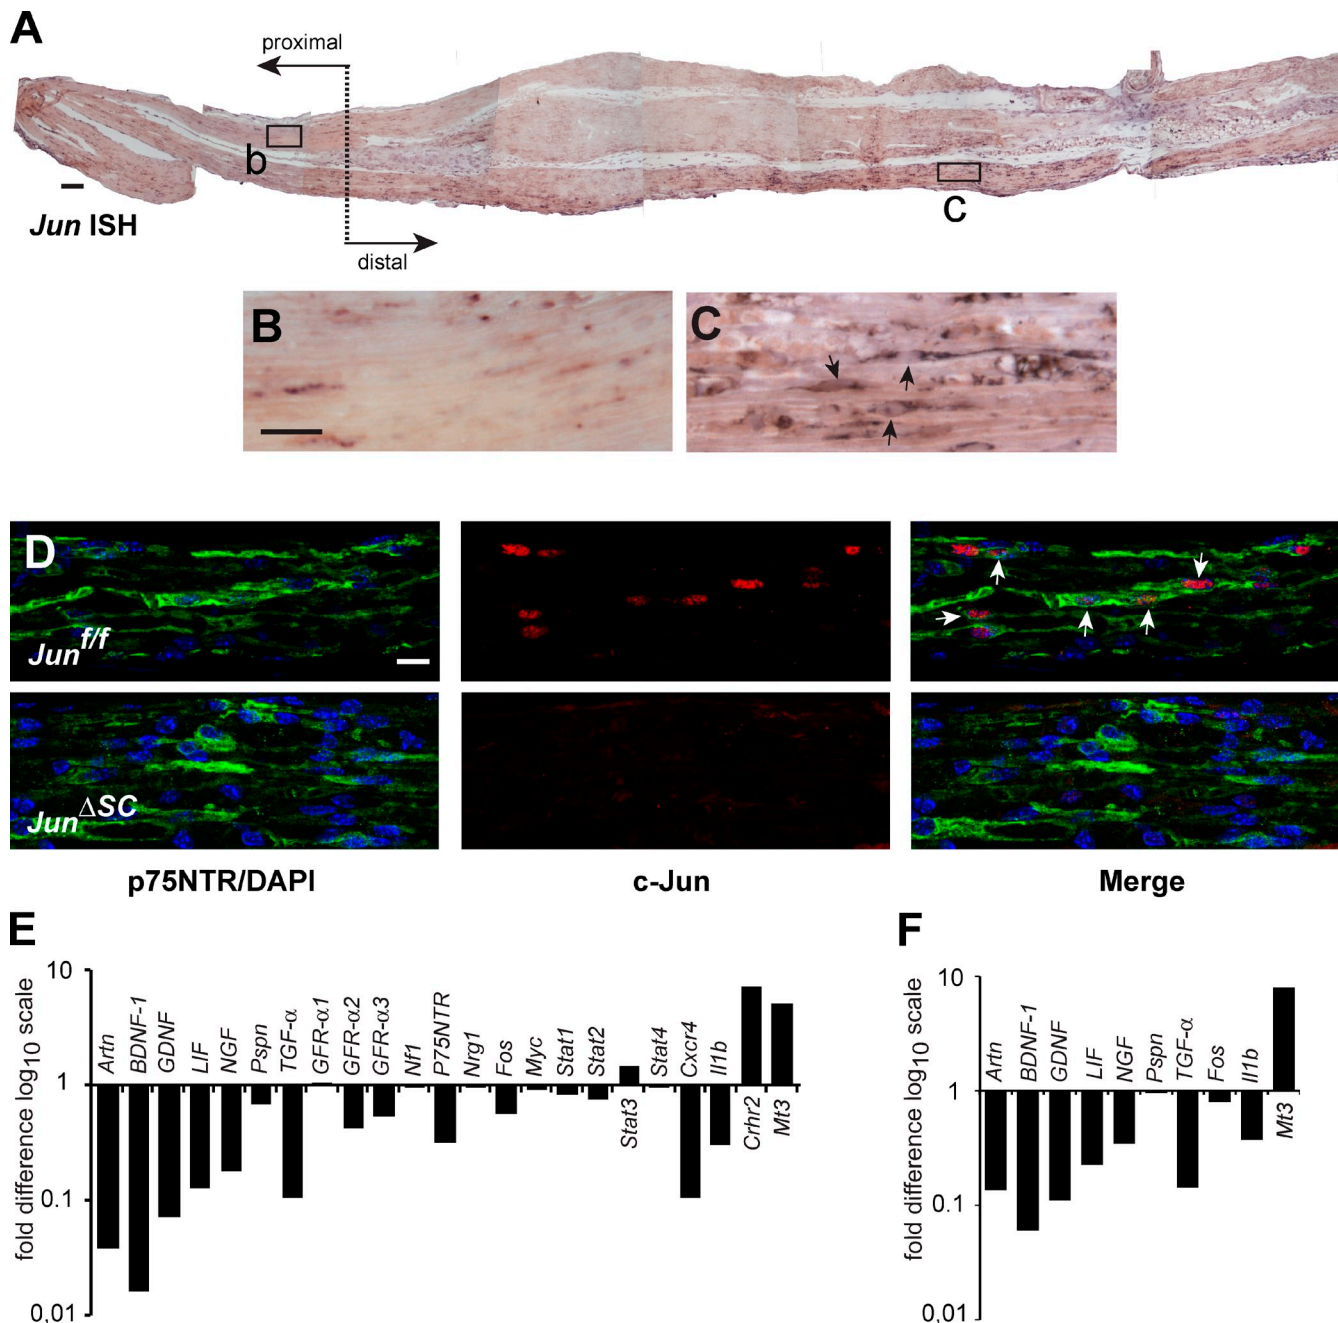 A
proximal
b
C
Jun ISH
distal
B
C
D
Jun f/f
Jun ΔSC
p75NTR/DAPI
c-Jun
Merge
E
fold difference log10 scale
10
1
0.1
0,01
Artn
BDNF-1
GDNF
LIF
NGF
Pspn
TGF-α
GFR-α1
GFR-α2
GFR-α3
Nf1
P75NTR
Nrg1
Fos
Myc
Stat1
Stat2
Stat3
Stat4
Cxcr4
Il1b
Crhr2
Mt3
F
fold difference log10 scale
10
1
0.1
0,01
Artn
BDNF-1
GDNF
LIF
NGF
Pspn
TGF-α
Fos
Il1b
Mt3